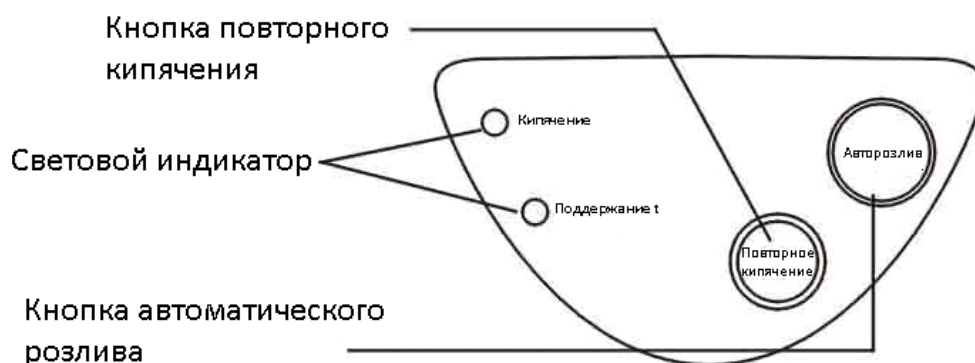 Кнопка повторного
кипячения
Кипячение
Авторозлив
Световой индикатор
Поддержание t
Повторное
кипячение
Кнопка автоматического
розлива